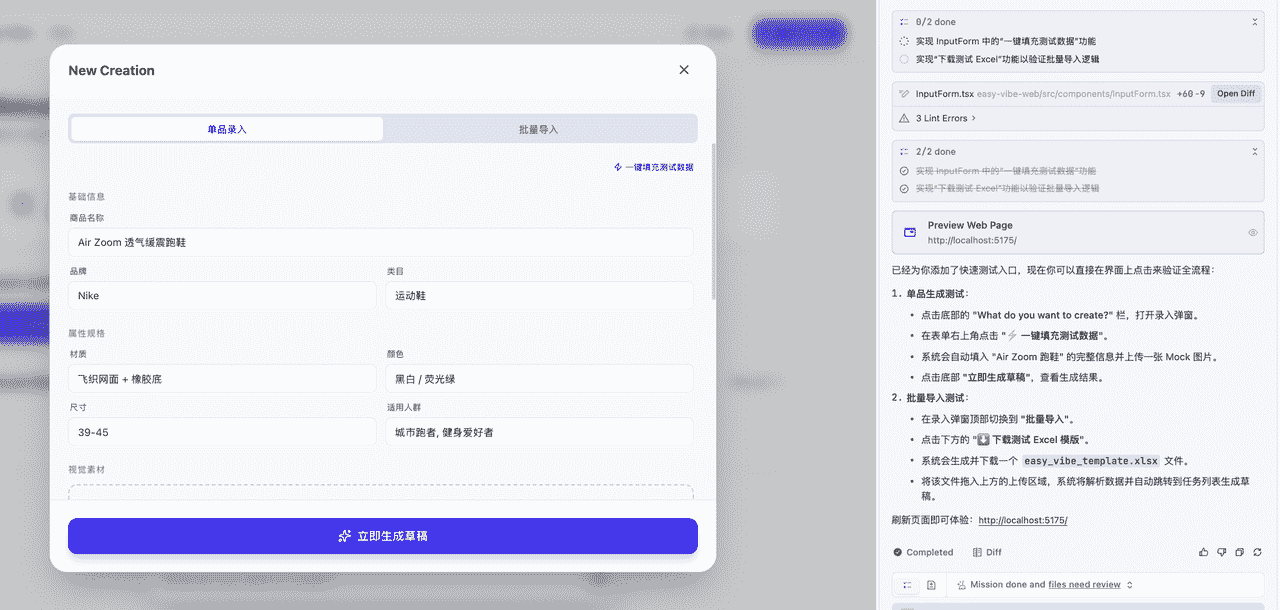 New Creation
单品录入
批量导入
一键填充测试数据
基础信息
商品名称
Air Zoom 透气缓震跑鞋
品牌
类目
Nike
运动鞋
属性规格
材质
颜色
飞织网面 + 橡胶底
黑白 / 荧光绿
尺寸
适用人群
39-45
城市跑者, 健身爱好者
视觉素材
立即生成草稿
0/2 done
实现 InputForm 中的“一键填充测试数据”功能
实现“下载测试 Excel”功能以验证批量导入逻辑
InputForm.tsx easy-vibe-web/src/components/InputForm.tsx +60 -9 Open Diff
3 Lint Errors
2/2 done
实现 InputForm 中的“一键填充测试数据”功能
实现“下载测试 Excel”功能以验证批量导入逻辑
Preview Web Page
http://localhost:5175/
已经为你添加了快速测试入口，现在你可以直接在界面上点击来验证全流程：
1. 单品生成测试：
• 点击底部的 "What do you want to create?" 栏，打开录入弹窗。
• 在表单右上角点击 "⚡ 一键填充测试数据"。
• 系统会自动填入 "Air Zoom 跑鞋" 的完整信息并上传一张 Mock 图片。
• 点击底部 "立即生成草稿"，查看生成结果。
2. 批量导入测试：
• 在录入弹窗顶部切换到 "批量导入"。
• 点击下方的 "⬇️ 下载测试 Excel 模版"。
• 系统会生成并下载一个 easy_vibe_template.xlsx 文件。
• 将该文件拖入上方的上传区域，系统将解析数据并自动跳转到任务列表生成草
稿。
刷新页面即可体验：http://localhost:5175/
Completed
Diff
Mission done and files need review